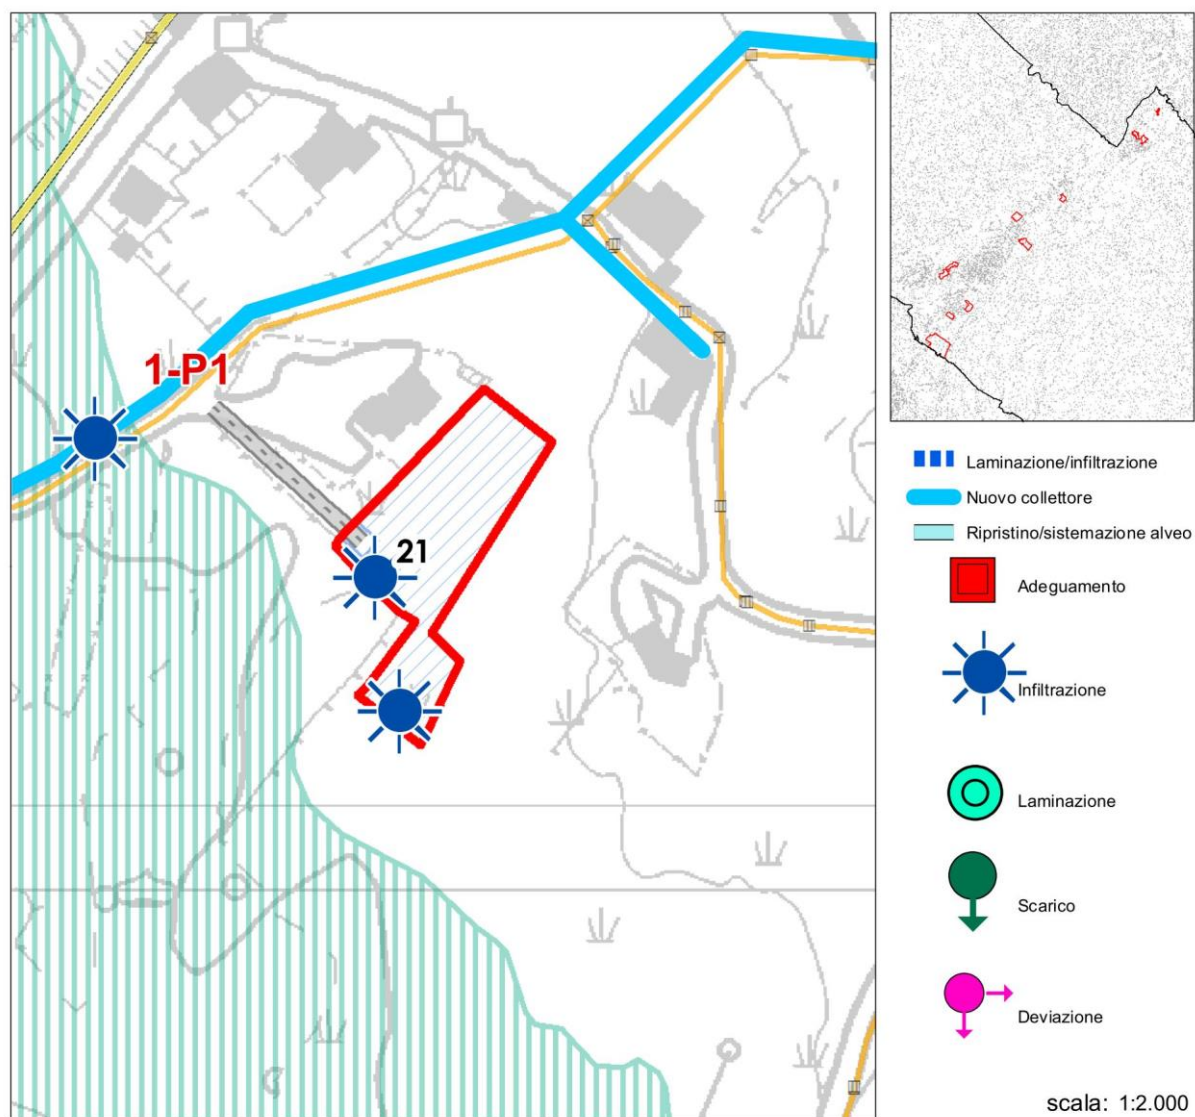 1-P1
21
Laminazione/infiltrazione
Nuovo collettore
Ripristino/sistemazione alveo
Adeguamento
Infiltrazione
Laminazione
Scarico
Deviazione
scala: 1:2.000